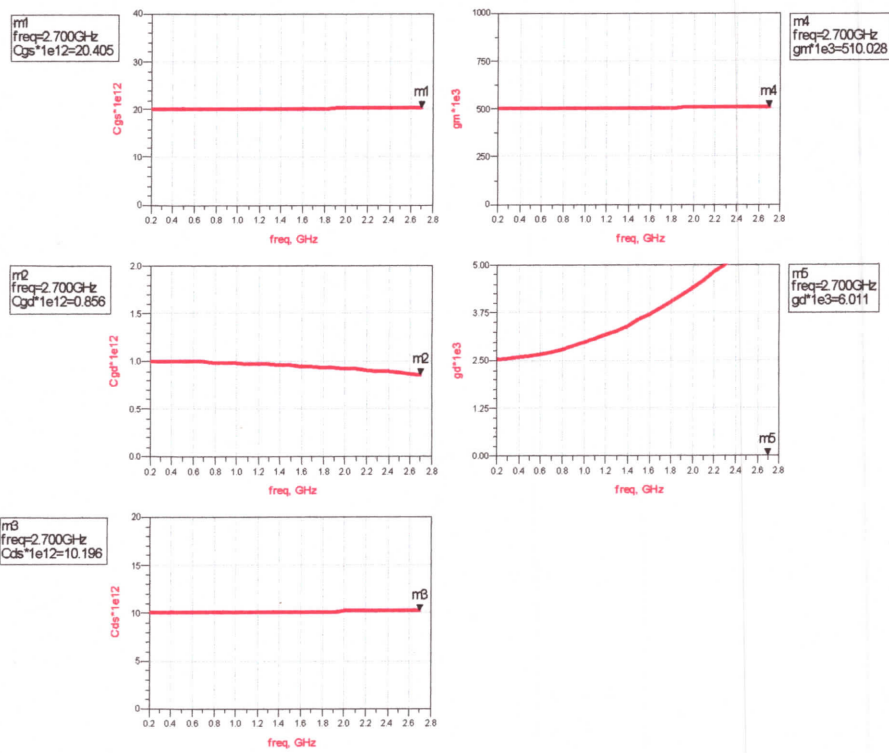 m1
freq=2.700GHz
Cgs*1e12=20.405
40
30
20
10
0
Cgs*1e12
m1
0.2 0.4 0.6 0.8 1.0 1.2 1.4 1.6 1.8 2.0 2.2 2.4 2.6 2.8
freq, GHz
m4
freq=2.700GHz
gm*1e3=510.028
1000
750
500
250
0
gm*1e3
m4
0.2 0.4 0.6 0.8 1.0 1.2 1.4 1.6 1.8 2.0 2.2 2.4 2.6 2.8
freq, GHz
m2
freq=2.700GHz
Cgd*1e12=0.856
2.0
1.5
1.0
0.5
0.0
Cgd*1e12
m2
0.2 0.4 0.6 0.8 1.0 1.2 1.4 1.6 1.8 2.0 2.2 2.4 2.6 2.8
freq, GHz
m5
freq=2.700GHz
gd*1e3=6.011
5.00
3.75
2.50
1.25
0.00
gd*1e3
m5
0.2 0.4 0.6 0.8 1.0 1.2 1.4 1.6 1.8 2.0 2.2 2.4 2.6 2.8
freq, GHz
m3
freq=2.700GHz
Cds*1e12=10.196
20
15
10
5
0
Cds*1e12
m3
0.2 0.4 0.6 0.8 1.0 1.2 1.4 1.6 1.8 2.0 2.2 2.4 2.6 2.8
freq, GHz